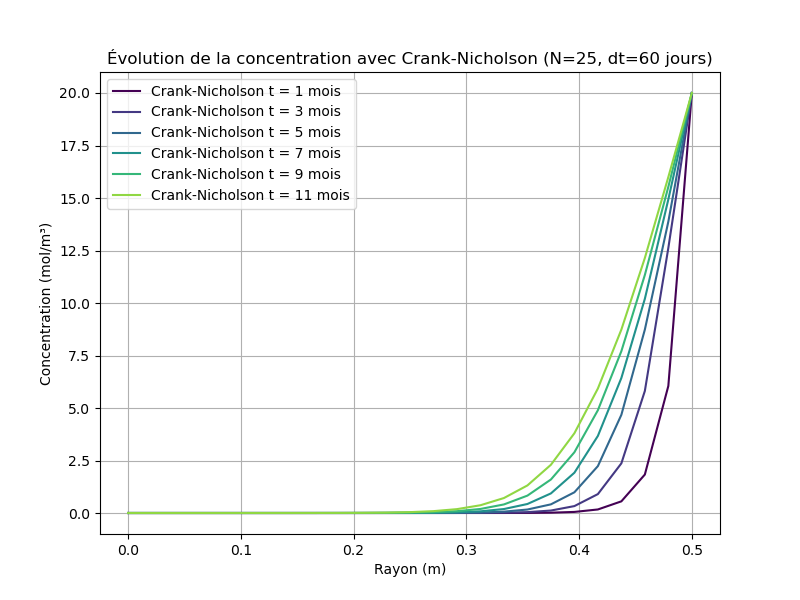 Évolution de la concentration avec Crank-Nicholson (N=25, dt=60 jours)
Crank-Nicholson t = 1 mois
Crank-Nicholson t = 3 mois
Crank-Nicholson t = 5 mois
Crank-Nicholson t = 7 mois
Crank-Nicholson t = 9 mois
Crank-Nicholson t = 11 mois
Concentration (mol/m³)
20.0
17.5
15.0
12.5
10.0
7.5
5.0
2.5
0.0
0.0 0.1 0.2 0.3 0.4 0.5
Rayon (m)